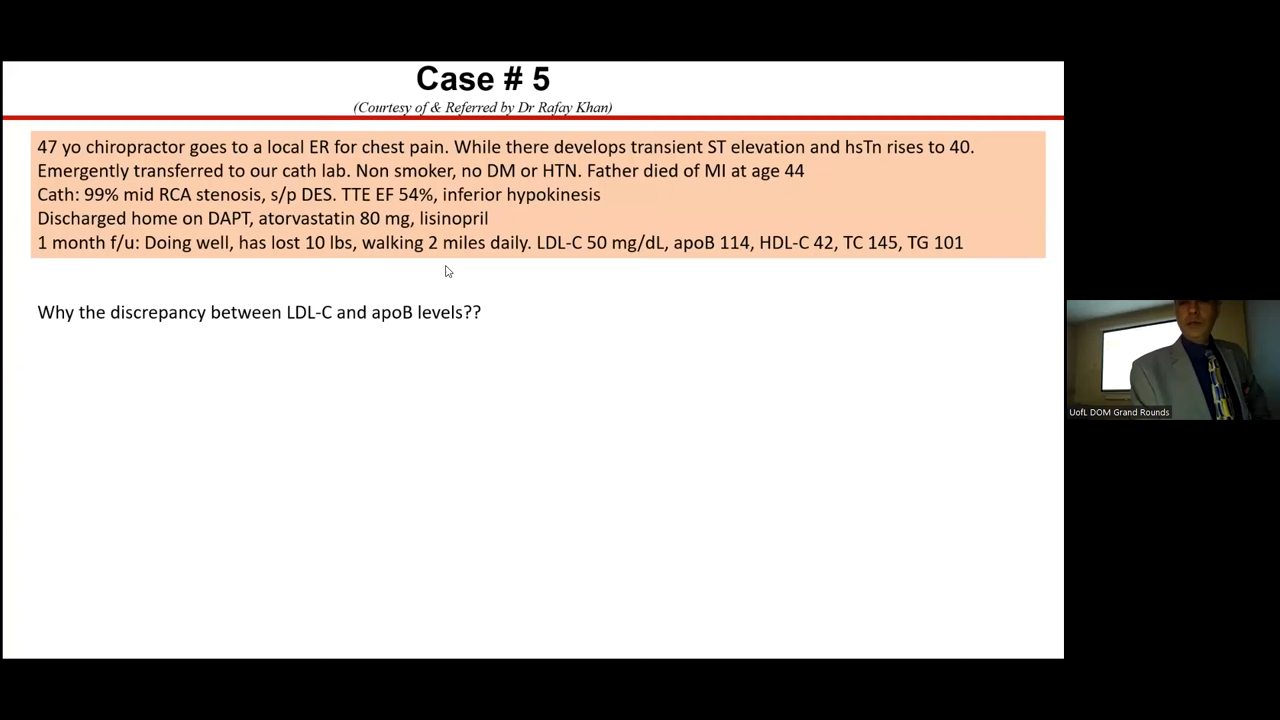 Case # 5
(Courtesy of & Referred by Dr Rafay Khan)
47 yo chiropractor goes to a local ER for chest pain. While there develops transient ST elevation and hsTn rises to 40.
Emergently transferred to our cath lab. Non smoker, no DM or HTN. Father died of MI at age 44
Cath: 99% mid RCA stenosis, s/p DES. TTE EF 54%, inferior hypokinesis
Discharged home on DAPT, atorvastatin 80 mg, lisinopril
1 month f/u: Doing well, has lost 10 lbs, walking 2 miles daily. LDL-C 50 mg/dL, apoB 114, HDL-C 42, TC 145, TG 101
Why the discrepancy between LDL-C and apoB levels??
UofL DOM Grand Rounds